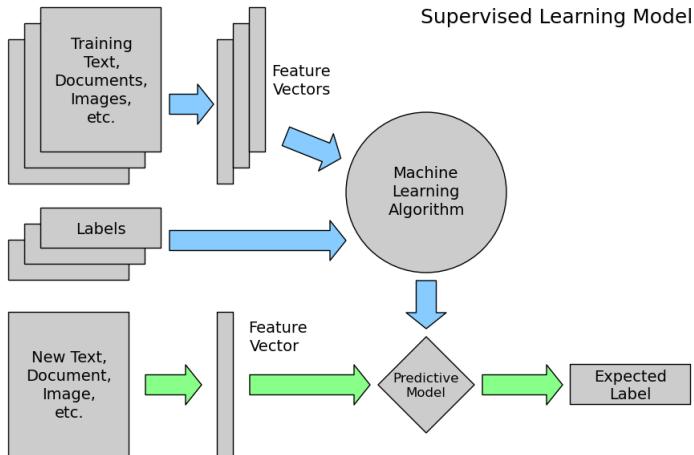 Supervised Learning Model
Training
Text,
Documents,
Images,
etc.
Feature
Vectors
Machine
Learning
Algorithm
Labels
New Text,
Document,
Image,
etc.
Feature
Vector
Predictive
Model
Expected
Label